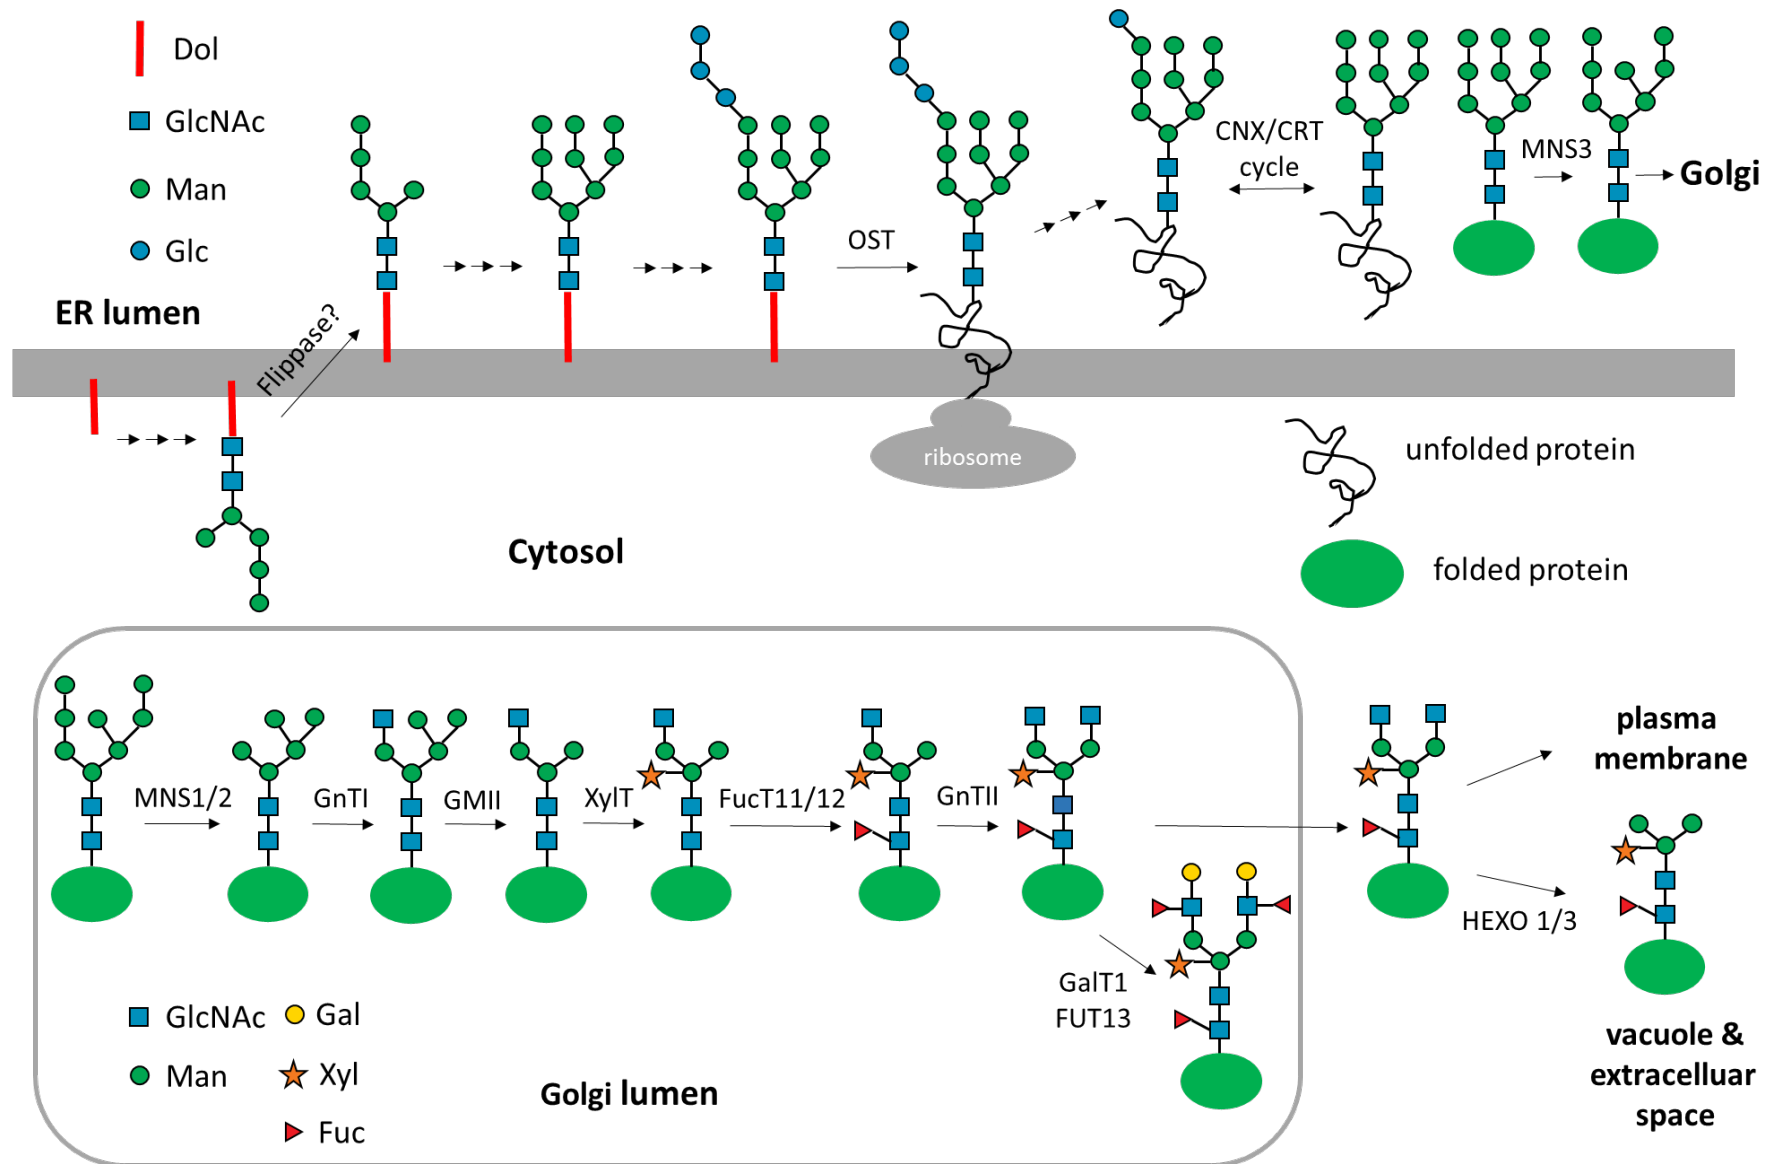 Dol
GlcNAc
Man
Glc
ER lumen
Flippase?
OST
CNX/CRT
cycle
MNS3
Golgi
ribosome
Cytosol
unfolded protein
folded protein
MNS1/2
GnTI
GMII
XylT
FucT11/12
GnTII
GalT1
FUT13
HEXO 1/3
plasma
membrane
vacuole &
extracelluar
space
GlcNAc
Gal
Man
Xyl
Fuc
Golgi lumen